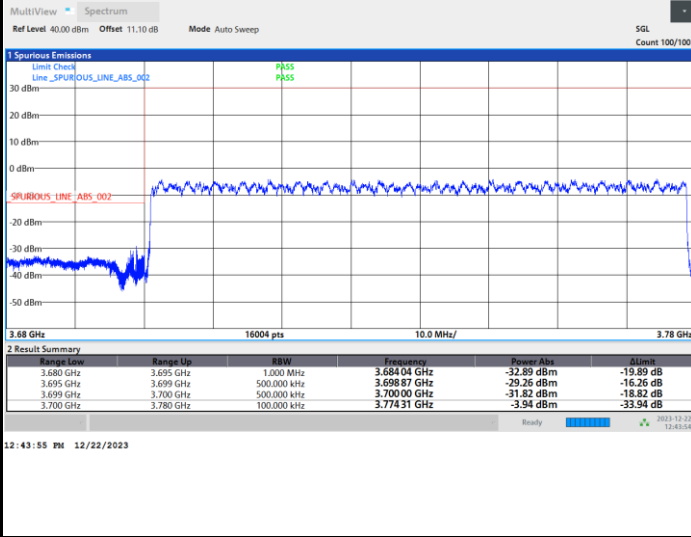 MultiView Spectrum
Ref Level 40.00 dBm Offset 11.10 dB Mode Auto Sweep SGL
Count 100/100
1 Spurious Emissions
Limit Check PASS
Line _SPURIOUS_LINE_ABS_002 PASS
30 dBm
20 dBm
10 dBm
0 dBm
_SPURIOUS_LINE_ABS_002
-20 dBm
-30 dBm
-40 dBm
-50 dBm
3.68 GHz 16004 pts 10.0 MHz/ 3.78 GHz
2 Result Summary
Range Low Range Up RBW Frequency Power Abs ΔLimit
3.680 GHz 3.695 GHz 1.000 MHz 3.684 04 GHz -32.89 dBm -19.89 dB
3.695 GHz 3.699 GHz 500.000 kHz 3.698 87 GHz -29.26 dBm -16.26 dB
3.699 GHz 3.700 GHz 500.000 kHz 3.700 00 GHz -31.82 dBm -18.82 dB
3.700 GHz 3.780 GHz 100.000 kHz 3.774 31 GHz -3.94 dBm -33.94 dB
Ready 2023-12-22
12:43:54
12:43:55 PM 12/22/2023